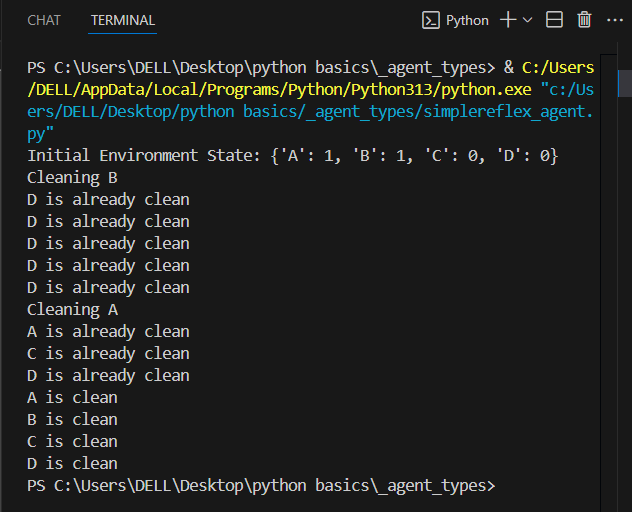 CHAT TERMINAL Python
PS C:\Users\DELL\Desktop\python basics\_agent_types> & C:/Users
/DELL/AppData/Local/Programs/Python/Python313/python.exe "c:/Us
ers/DELL/Desktop/python basics/_agent_types/simplereflex_agent.
py"
Initial Environment State: {'A': 1, 'B': 1, 'C': 0, 'D': 0}
Cleaning B
D is already clean
D is already clean
D is already clean
D is already clean
D is already clean
Cleaning A
A is already clean
C is already clean
D is already clean
A is clean
B is clean
C is clean
D is clean
PS C:\Users\DELL\Desktop\python basics\_agent_types>